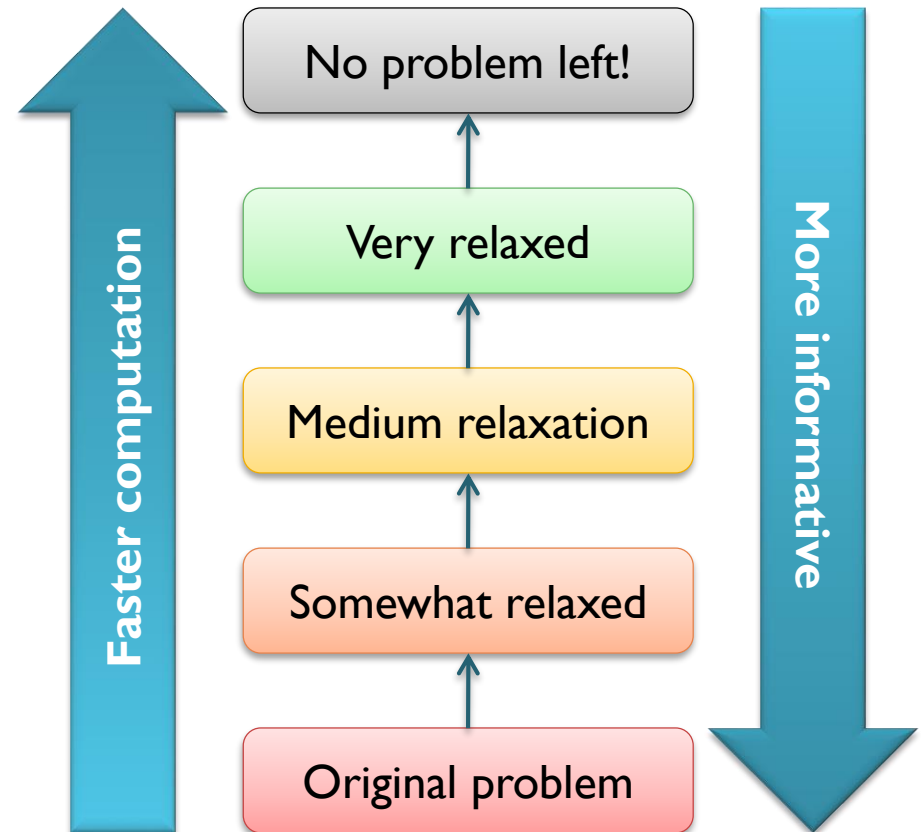 No problem left!
Very relaxed
Medium relaxation
Somewhat relaxed
Original problem
Faster computation
More informative